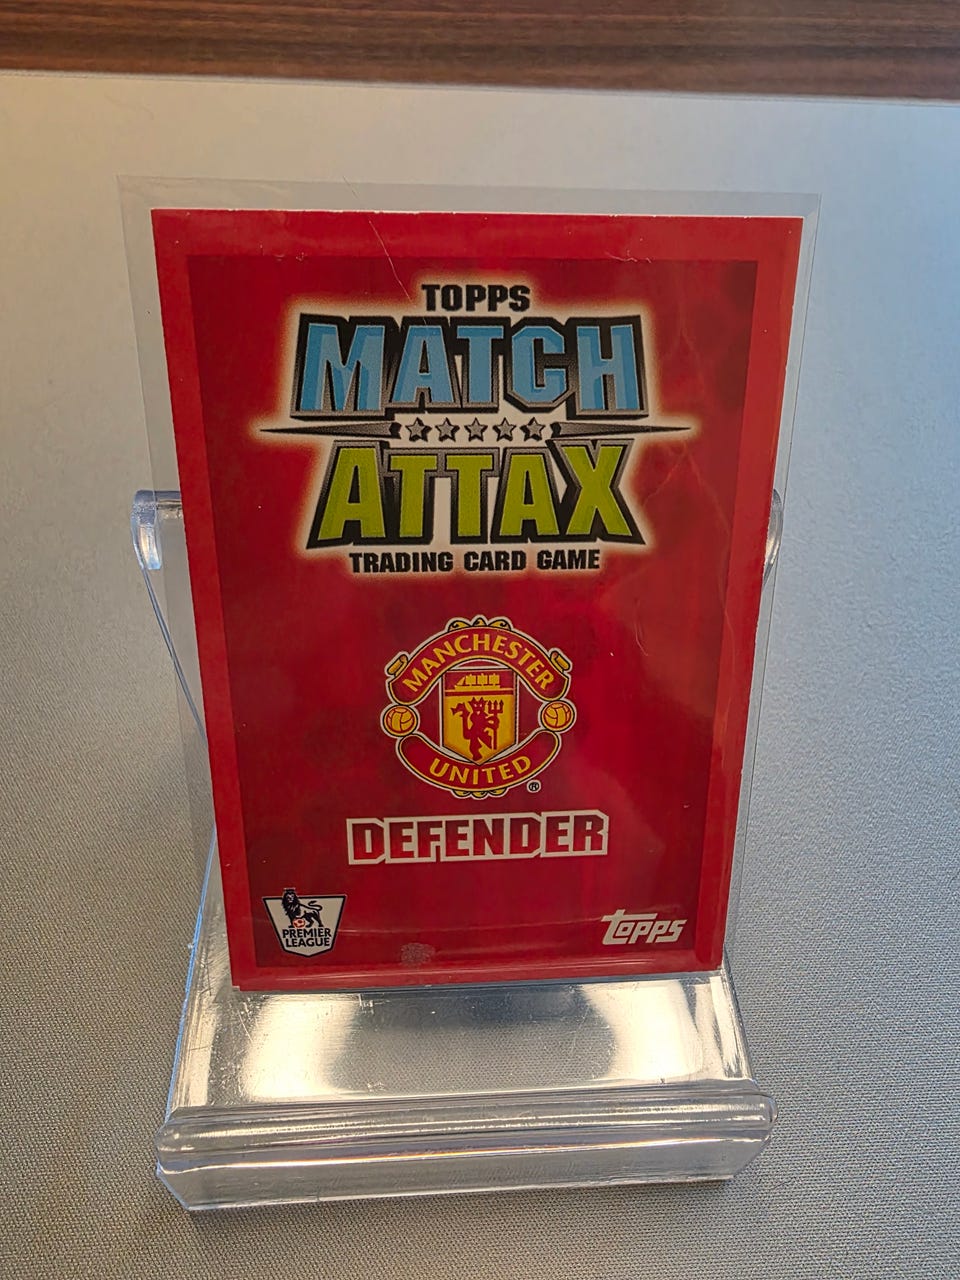 TOPPS
MATCH
ATTAX
TRADING CARD GAME
MANCHESTER
UNITED
®
DEFENDER
PREMIER
LEAGUE
topps